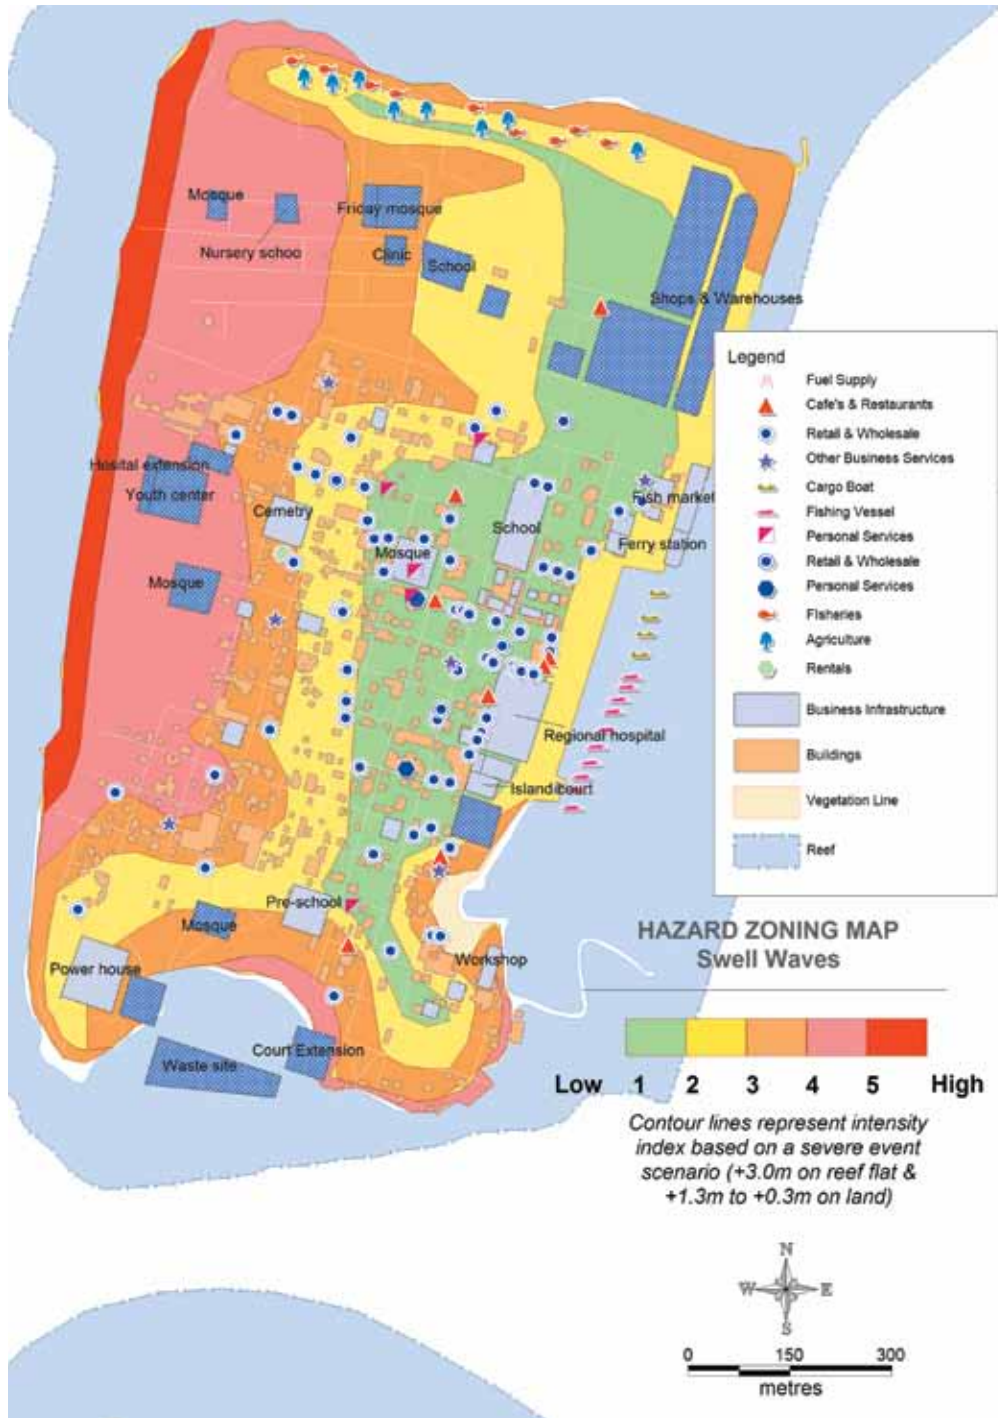 Mosque
Friday mosque
Nursery schoo
Clinic
School
Shops & Warehouses
Legend
Fuel Supply
Cafe's & Restaurants
Retail & Wholesale
Other Business Services
Cargo Boat
Fishing Vessel
Personal Services
Retail & Wholesale
Personal Services
FIsheries
Agriculture
Rentals
Business Infrastructure
Buildings
Vegetation Line
Reef
Hosital extension
Youth center
Cemetry
School
Fish market
Ferry station
Mosque
Mosque
Regional hospital
Island court
Pre-school
Mosque
Power house
Workshop
Court Extension
Waste site
HAZARD ZONING MAP
Swell Waves
Low 1 2 3 4 5 High
Contour lines represent intensity
index based on a severe event
scenario (+3.0m on reef flat &
+1.3m to +0.3m on land)
N
W E
S
0 150 300
metres